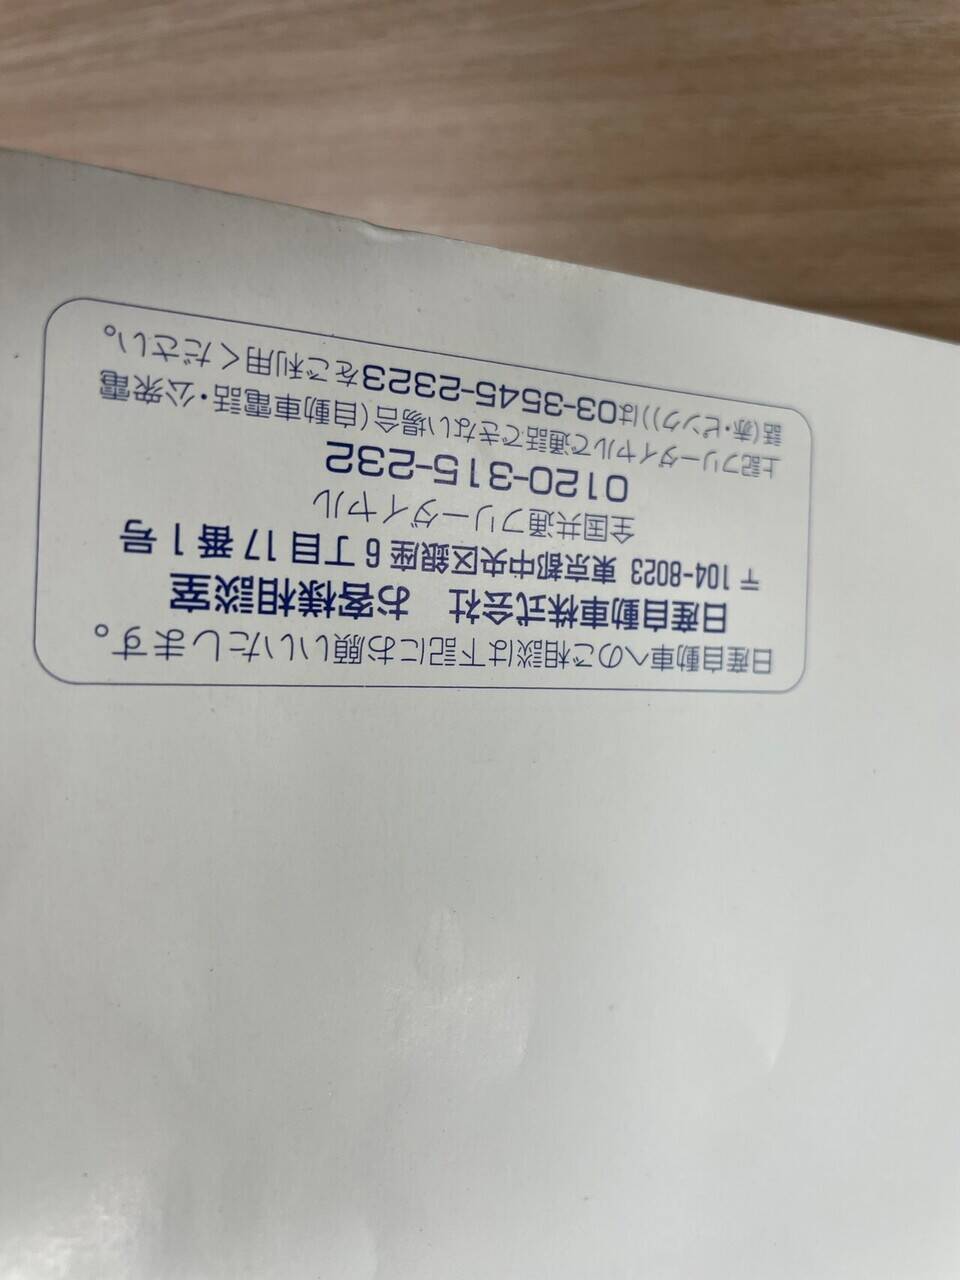 日産自動車へのご相談は下記にお願いいたします。
日産自動車株式会社　お客様相談室
〒104-8023 東京都中央区銀座6丁目17番1号
全国共通フリーダイヤル
0120-315-232
上記フリーダイヤルで通話できない場合(自動車電話・公衆電
話(赤・ピンク))は03-3545-2323をご利用ください。